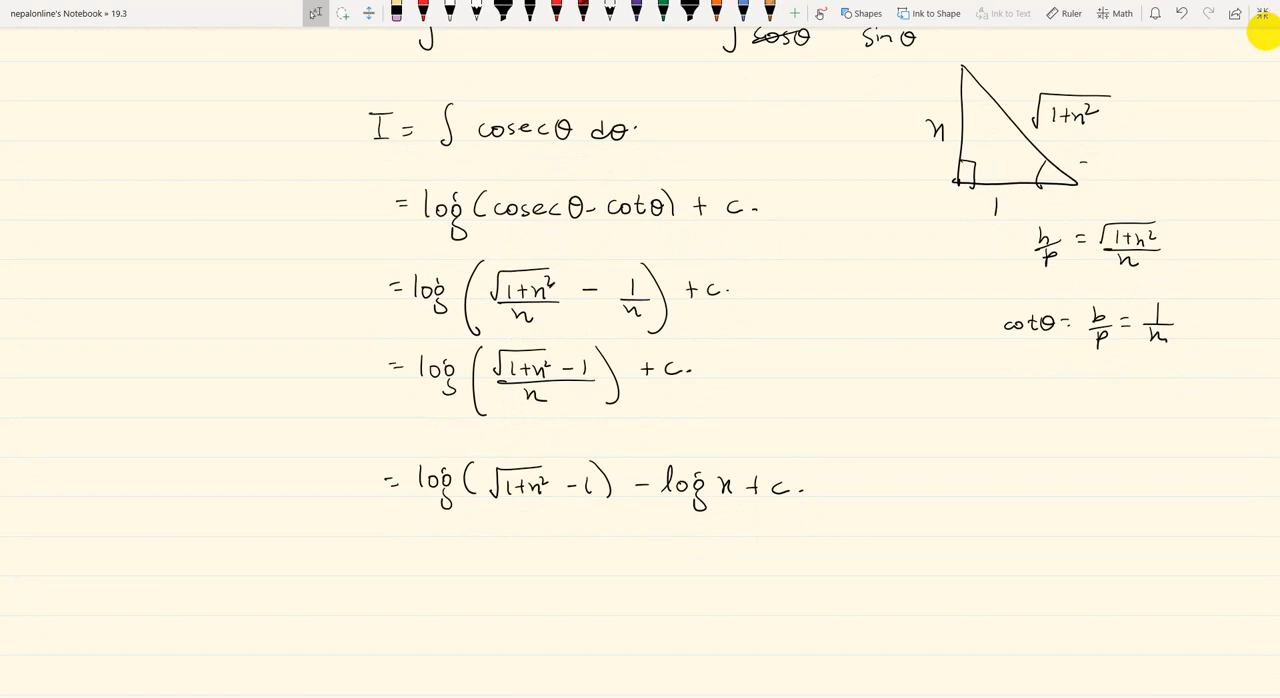 nepalonline's Notebook » 19.3
Shapes Ink to Shape Ink to Text Ruler Math
∫ ∫ cosθ sinθ
I = ∫ cosecθ dθ.
= log(cosecθ - cotθ) + c.
= log(√(1+x²)/x - 1/x) + c.
= log((√(1+x²) - 1)/x) + c.
= log(√(1+x²) - 1) - log x + c.
x
√(1+x²)
1
h/p = √(1+x²)/x
cotθ = b/p = 1/x